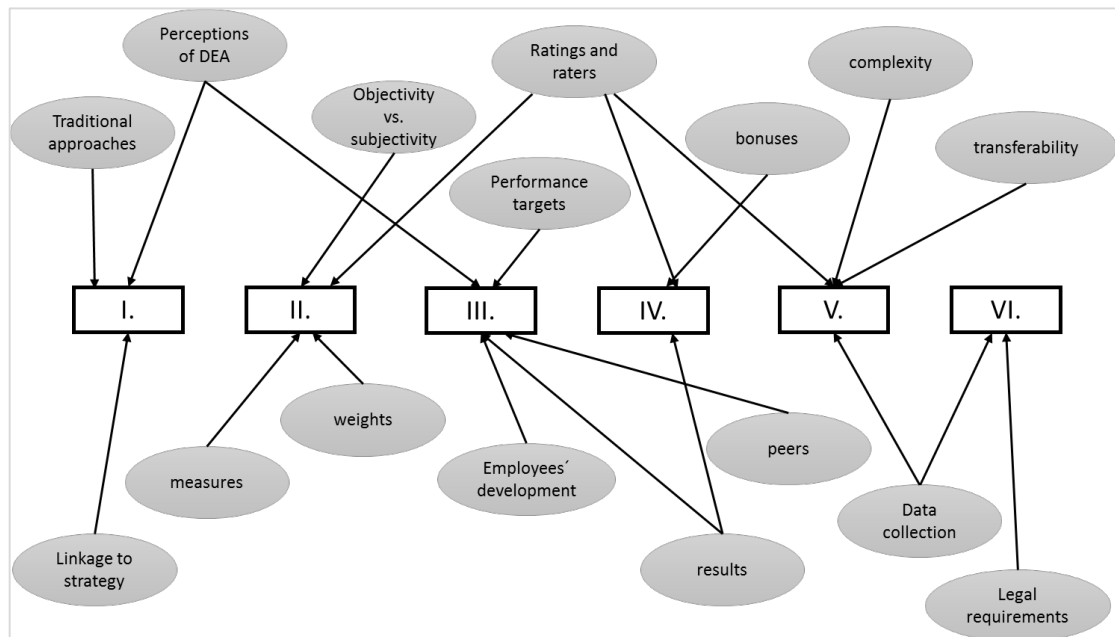 Perceptions
of DEA
Ratings and
raters
complexity
Traditional
approaches
Objectivity
vs.
subjectivity
bonuses
transferability
Performance
targets
I.
II.
III.
IV.
V.
VI.
weights
measures
Employees´
development
peers
Data
collection
Linkage to
strategy
results
Legal
requirements